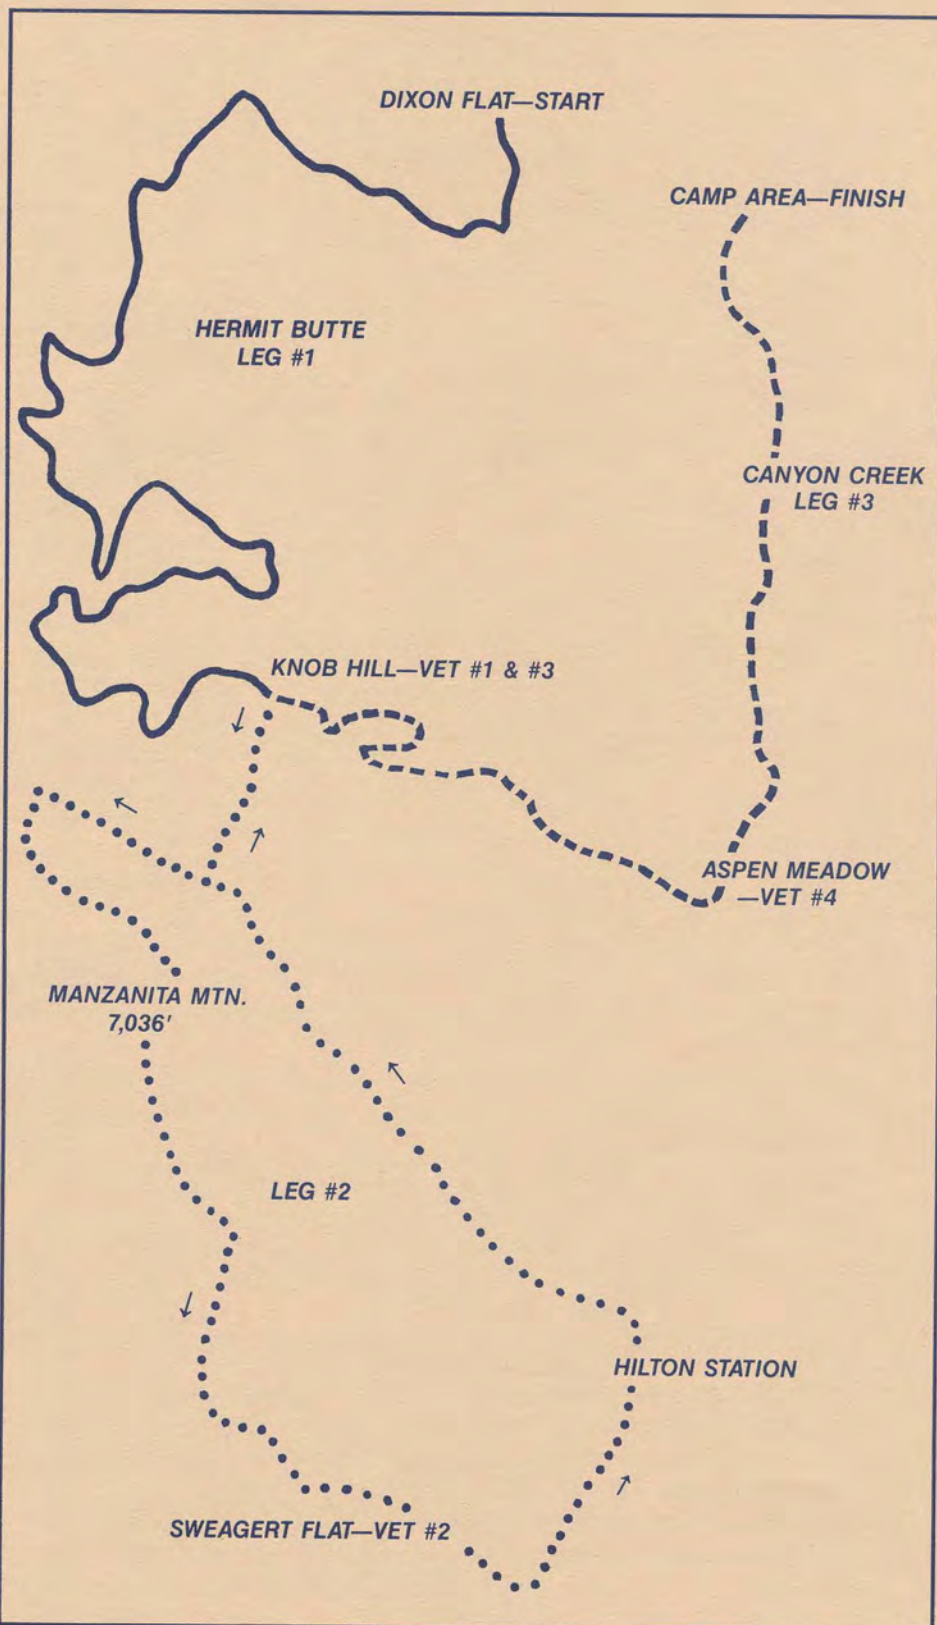 DIXON FLAT—START
CAMP AREA—FINISH
HERMIT BUTTE
LEG #1
CANYON CREEK
LEG #3
KNOB HILL—VET #1 & #3
ASPEN MEADOW
—VET #4
MANZANITA MTN.
7,036'
LEG #2
HILTON STATION
SWEAGERT FLAT—VET #2